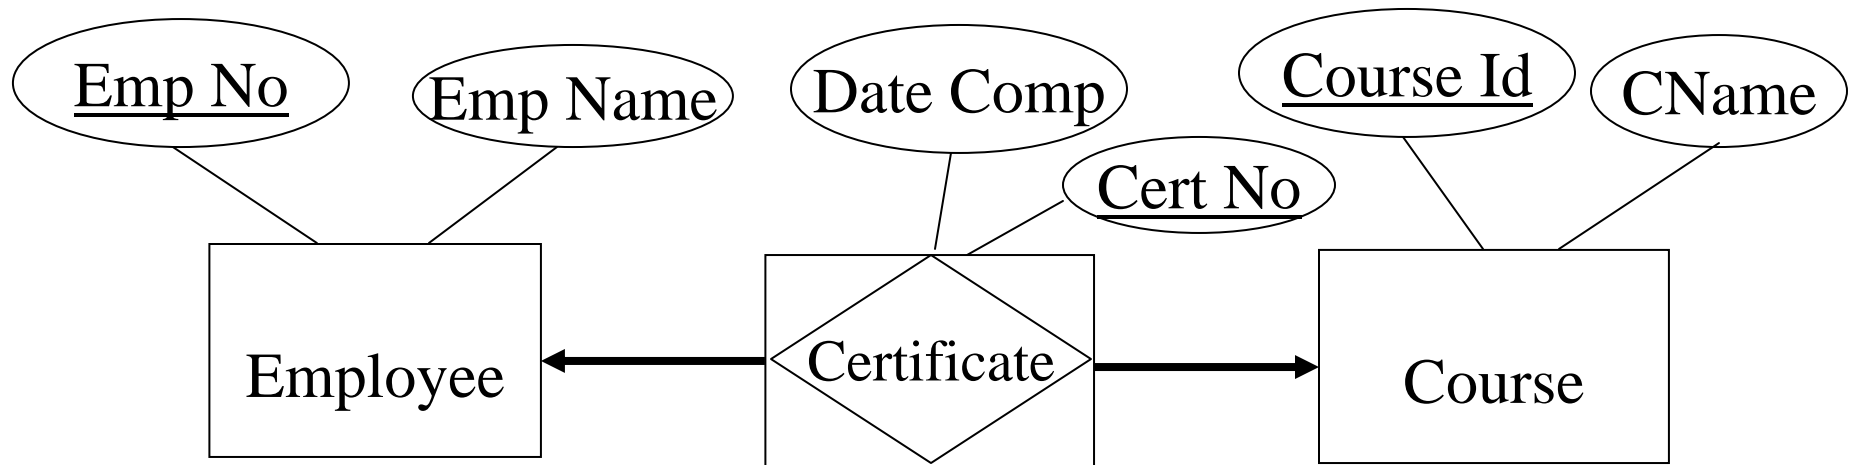 Emp No
Emp Name
Date Comp
Course Id
CName
Cert No
Employee
Certificate
Course